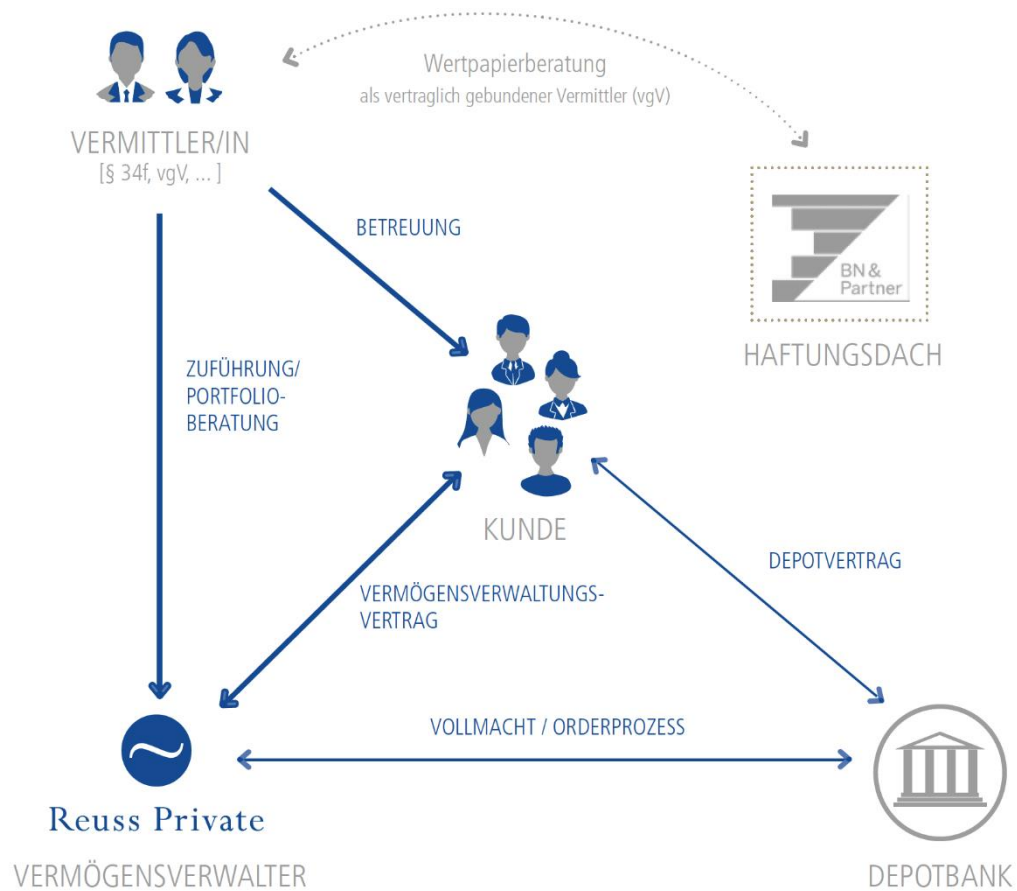 Wertpapierberatung
als vertraglich gebundener Vermittler (vgV)
VERMITTLER/IN
[§ 34f, vgV, ... ]
BETREUUNG
BN &
Partner
HAFTUNGSDACH
ZUFÜHRUNG/
PORTFOLIO-
BERATUNG
KUNDE
DEPOTVERTRAG
VERMÖGENSVERWALTUNGS-
VERTRAG
VOLLMACHT / ORDERPROZESS
Reuss Private
VERMÖGENSVERWALTER
DEPOTBANK